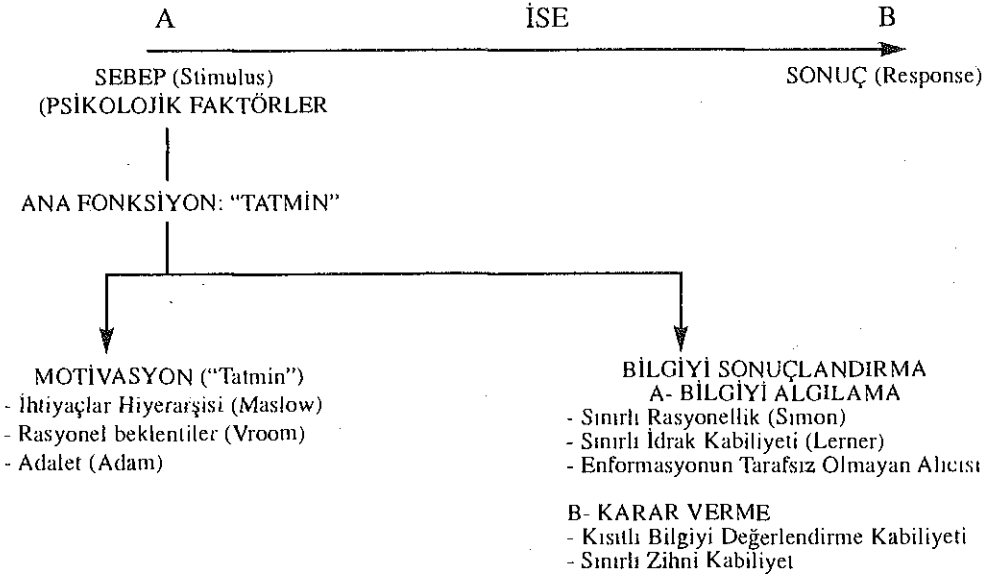 A İSE B
SEBEP (Stimulus) SONUÇ (Response)
(PSİKOLOJİK FAKTÖRLER
ANA FONKSİYON: “TATMİN”
MOTİVASYON (“Tatmin”)
- İhtiyaçlar Hiyerarşisi (Maslow)
- Rasyonel beklentiler (Vroom)
- Adalet (Adam)
BİLGİYİ SONUÇLANDIRMA
A- BİLGİYİ ALGILAMA
- Sınırlı Rasyonellik (Sımon)
- Sınırlı İdrak Kabiliyeti (Lerner)
- Enformasyonun Tarafsız Olmayan Alıcısı
B- KARAR VERME
- Kısıtlı Bilgiyi Değerlendirme Kabiliyeti
- Sınırlı Zihni Kabiliyet